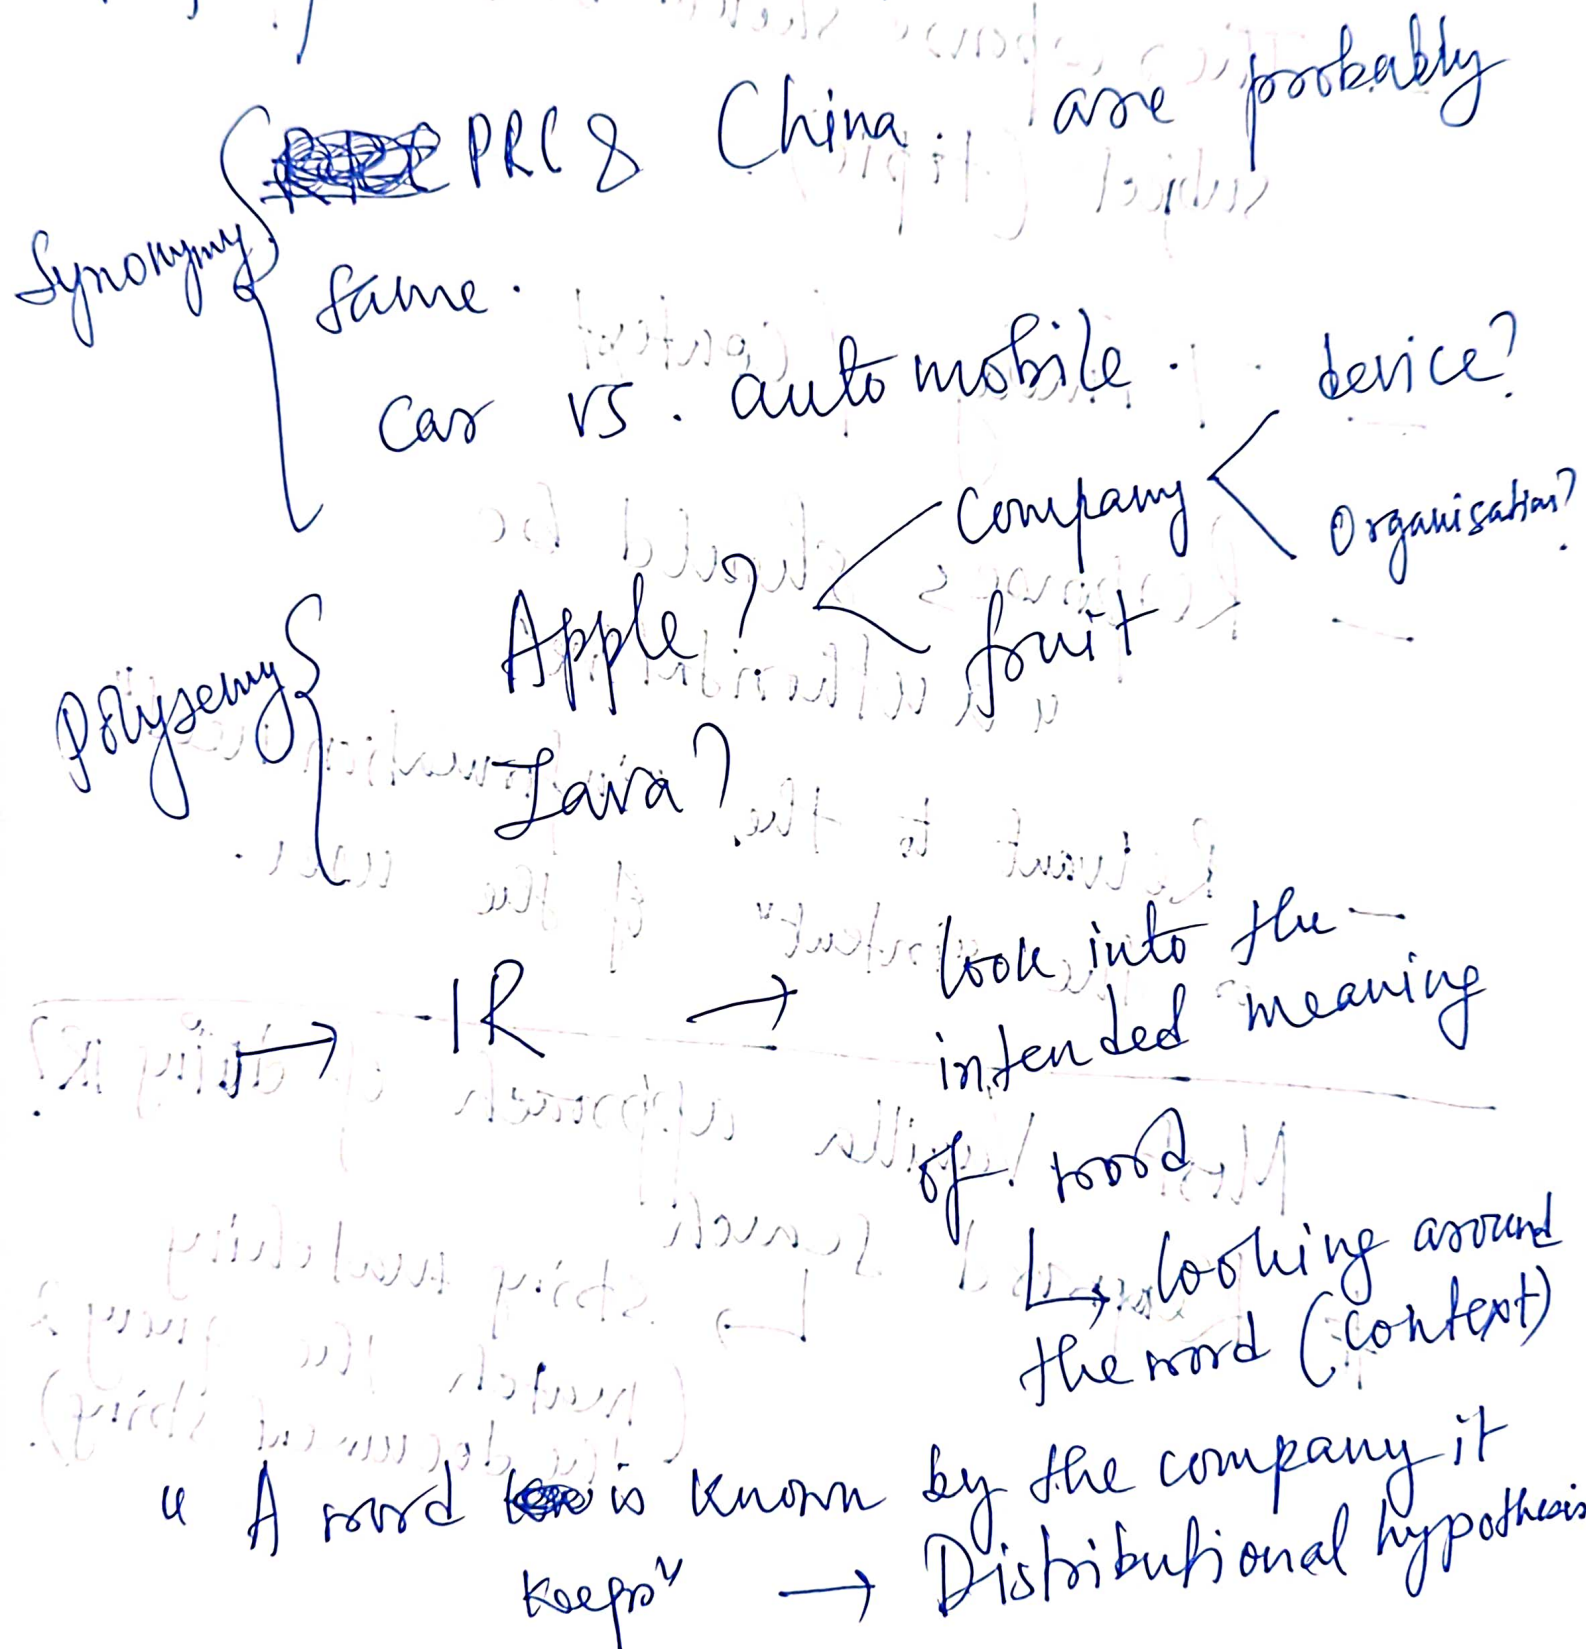 PRC & China are probably
Synonymy
same.
car vs. automobile.
device?
Company
Organisation?
Apple?
fruit
Polysemy
Java?
→ IR → look into the
intended meaning
of word
↳ looking around
the word (context)
" A word is known by the company it
keeps" → Distributional hypothesis